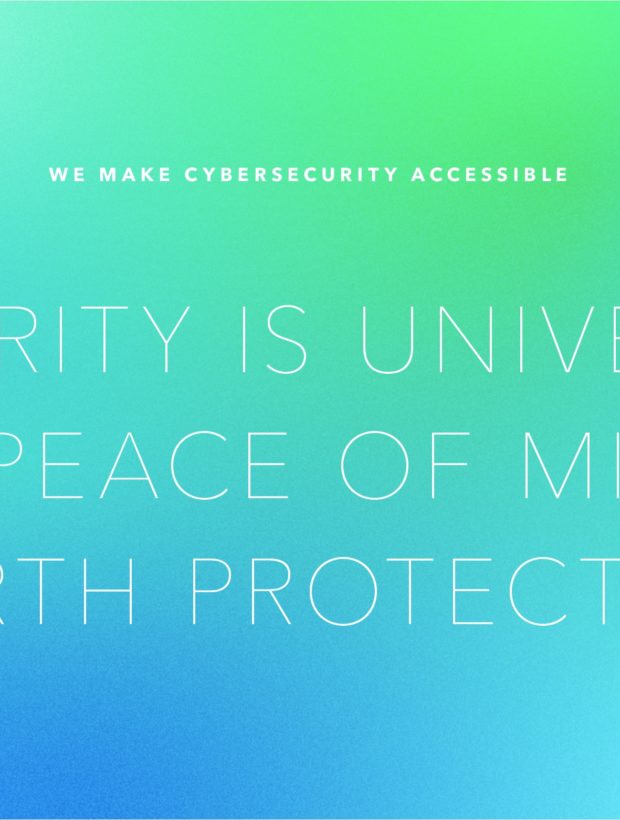 WE MAKE CYBERSECURITY ACCESSIBLE
RITY IS UNIVE
PEACE OF MI
RTH PROTECT